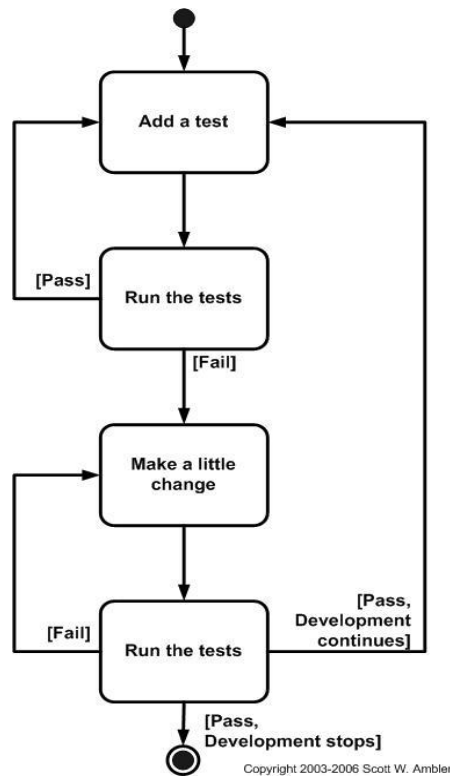 Add a test
[Pass]
Run the tests
[Fail]
Make a little
change
[Fail]
Run the tests
[Pass,
Development
continues]
[Pass,
Development stops]
Copyright 2003-2006 Scott W. Ambler